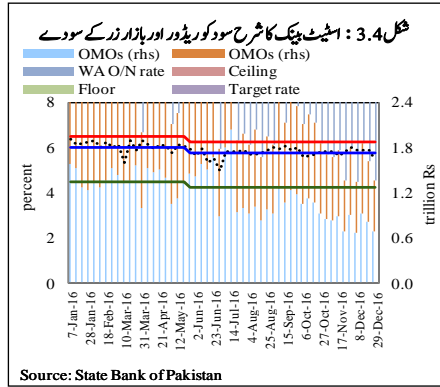 شکل 3.4 : اسٹیٹ بینک کا شرح سود کوریڈور اور بازار زر کے سودے
OMOs (rhs) OMOs (rhs)
WA O/N rate Ceiling
Floor Target rate
8 2.4
6 1.8
4 1.2
2 0.6
0 0.0
percent
trillion Rs
7-Jan-16 28-Jan-16 18-Feb-16 10-Mar-16 31-Mar-16 21-Apr-16 12-May-16 2-Jun-16 23-Jun-16 14-Jul-16 4-Aug-16 25-Aug-16 15-Sep-16 6-Oct-16 27-Oct-16 17-Nov-16 8-Dec-16 29-Dec-16
Source: State Bank of Pakistan